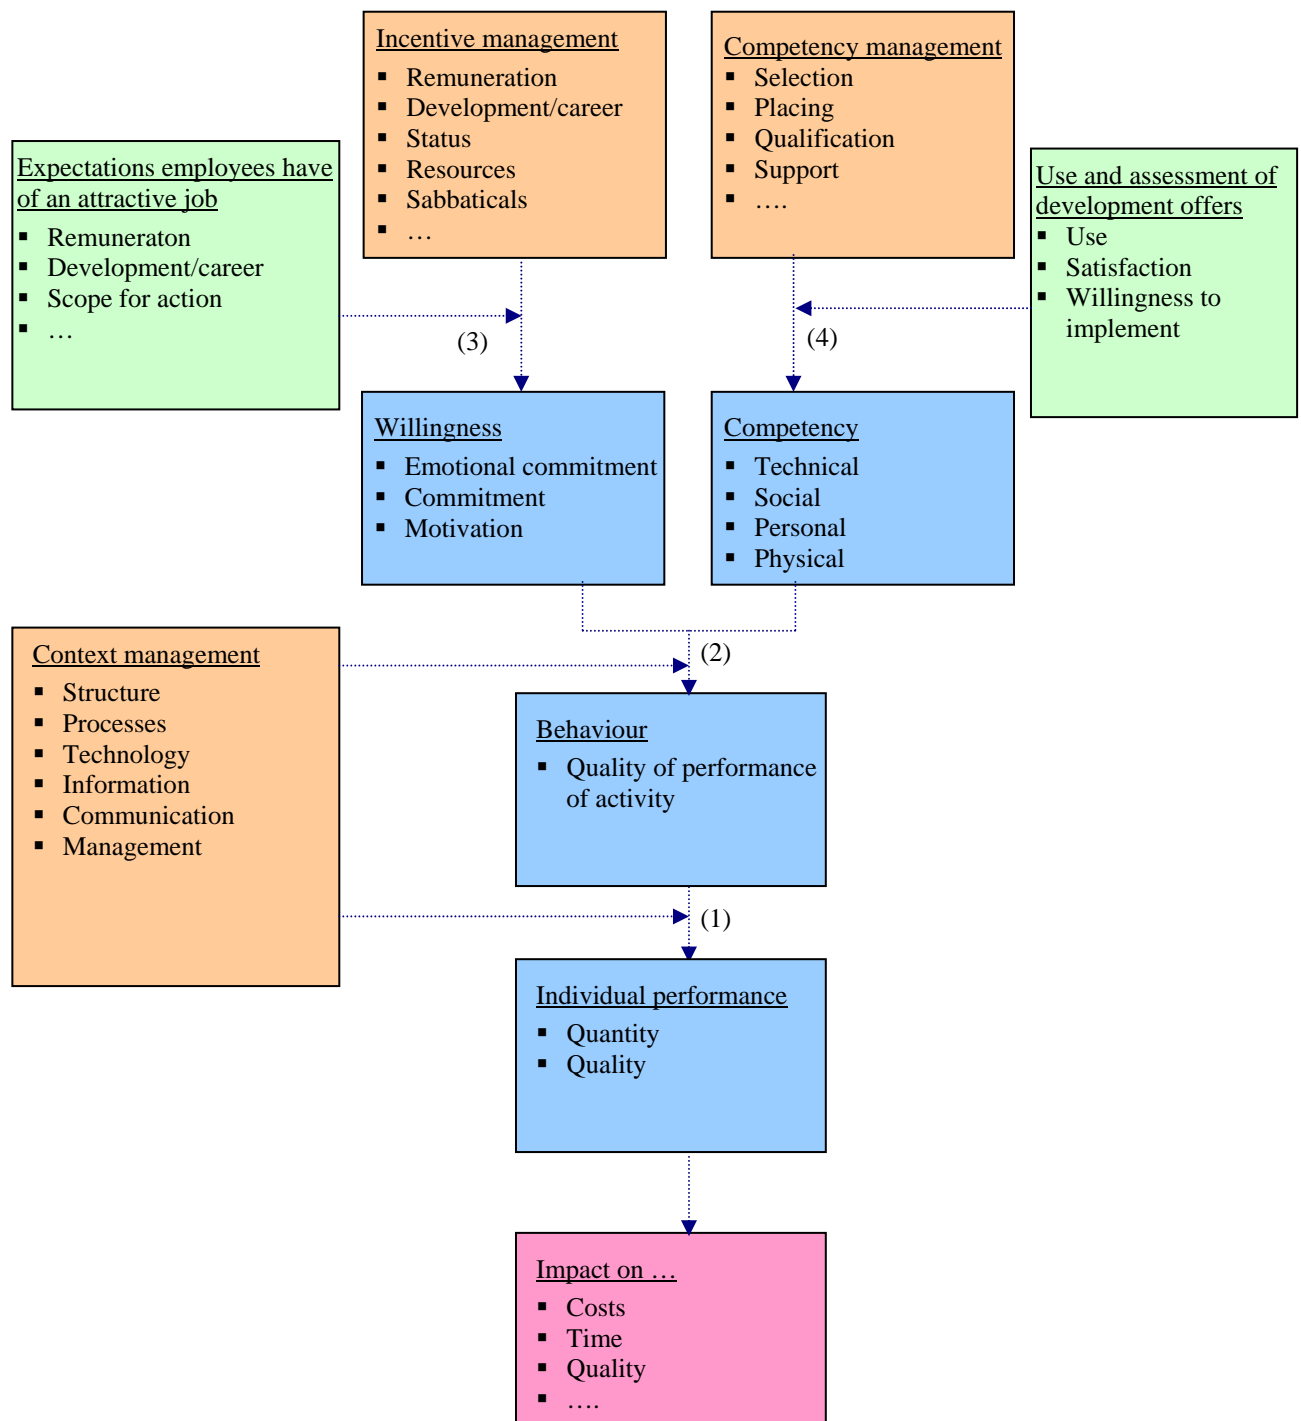 Incentive management
▪ Remuneration
▪ Development/career
▪ Status
▪ Resources
▪ Sabbaticals
▪ …
Competency management
▪ Selection
▪ Placing
▪ Qualification
▪ Support
▪ ….
Expectations employees have
of an attractive job
▪ Remuneraton
▪ Development/career
▪ Scope for action
▪ …
Use and assessment of
development offers
▪ Use
▪ Satisfaction
▪ Willingness to
implement
(3)
(4)
Willingness
▪ Emotional commitment
▪ Commitment
▪ Motivation
Competency
▪ Technical
▪ Social
▪ Personal
▪ Physical
(2)
Context management
▪ Structure
▪ Processes
▪ Technology
▪ Information
▪ Communication
▪ Management
Behaviour
▪ Quality of performance
of activity
(1)
Individual performance
▪ Quantity
▪ Quality
Impact on …
▪ Costs
▪ Time
▪ Quality
▪ ….